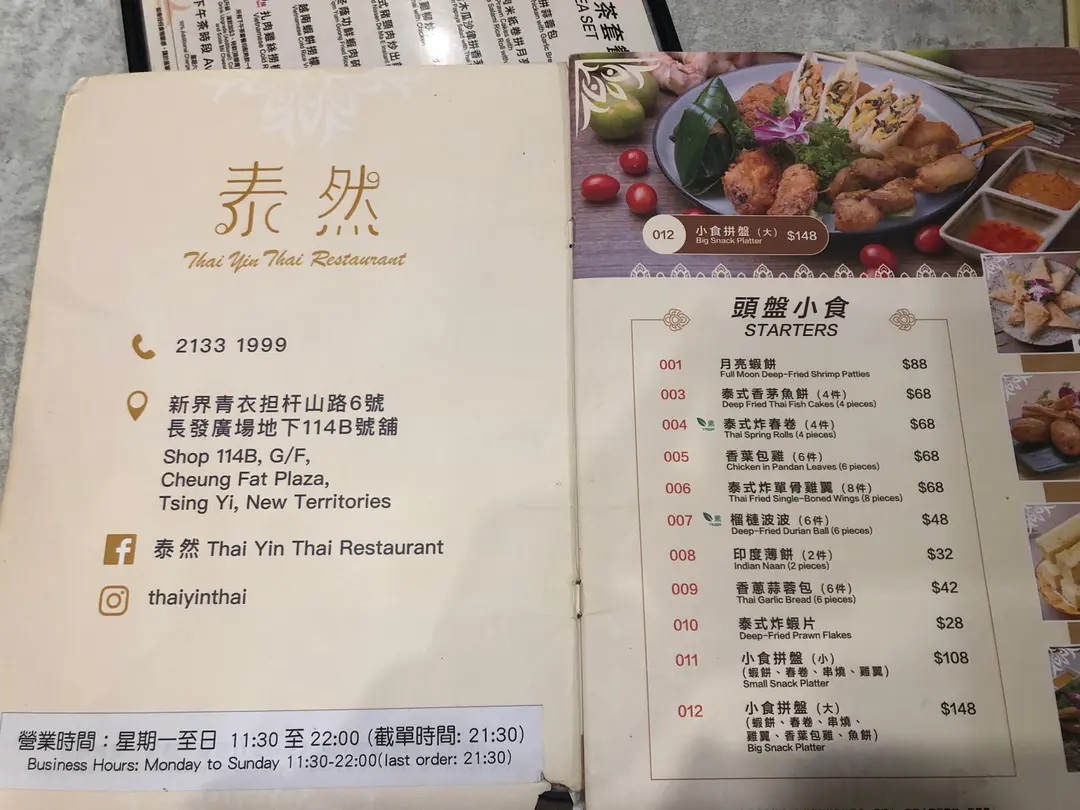 泰然
Thai Yin Thai Restaurant
2133 1999
新界青衣担杆山路6號
長發廣場地下114B號舖
Shop 114B, G/F,
Cheung Fat Plaza,
Tsing Yi, New Territories
泰然 Thai Yin Thai Restaurant
thaiyinthai
營業時間：星期一至日 11:30 至 22:00 (截單時間: 21:30)
Business Hours: Monday to Sunday 11:30-22:00(last order: 21:30)
012 小食拼盤（大） $148
Big Snack Platter
頭盤小食
STARTERS
001 月亮蝦餅 $88
Full Moon Deep-Fried Shrimp Patties
003 泰式香茅魚餅（4件） $68
Deep Fried Thai Fish Cakes (4 pieces)
004 素 泰式炸春卷（4件） $68
Thai Spring Rolls (4 pieces)
005 香葉包雞（6件） $68
Chicken in Pandan Leaves (6 pieces)
006 泰式炸單骨雞翼（8件） $68
Thai Fried Single-Boned Wings (8 pieces)
007 素 榴槤波波（6件） $48
Deep-Fried Durian Ball (6 pieces)
008 印度薄餅（2件） $32
Indian Naan (2 pieces)
009 香蔥蒜蓉包（6件） $42
Thai Garlic Bread (6 pieces)
010 泰式炸蝦片 $28
Deep-Fried Prawn Flakes
011 小食拼盤（小） $108
（蝦餅、春卷、串燒、雞翼）
Small Snack Platter
012 小食拼盤（大） $148
（蝦餅、春卷、串燒、
雞翼、香葉包雞、魚餅）
Big Snack Platter